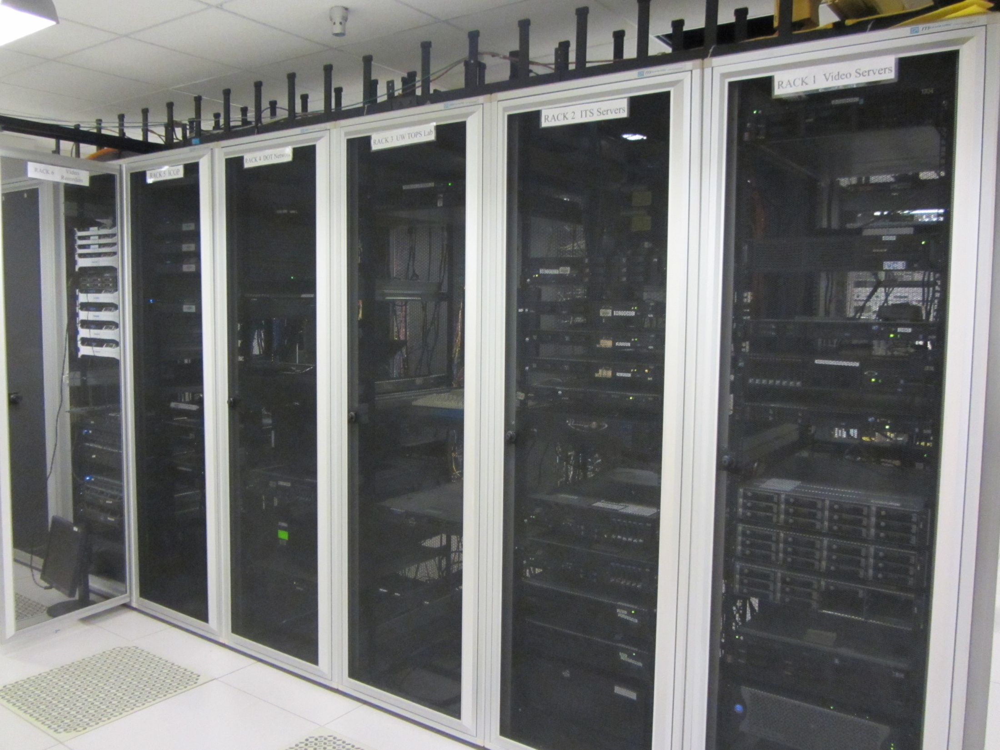 RACK 6 Video
Recorders
RACK 5 ICOP
RACK 4 DOT Network
RACK 3 UW TOPS Lab
RACK 2 ITS Servers
RACK 1 Video Servers